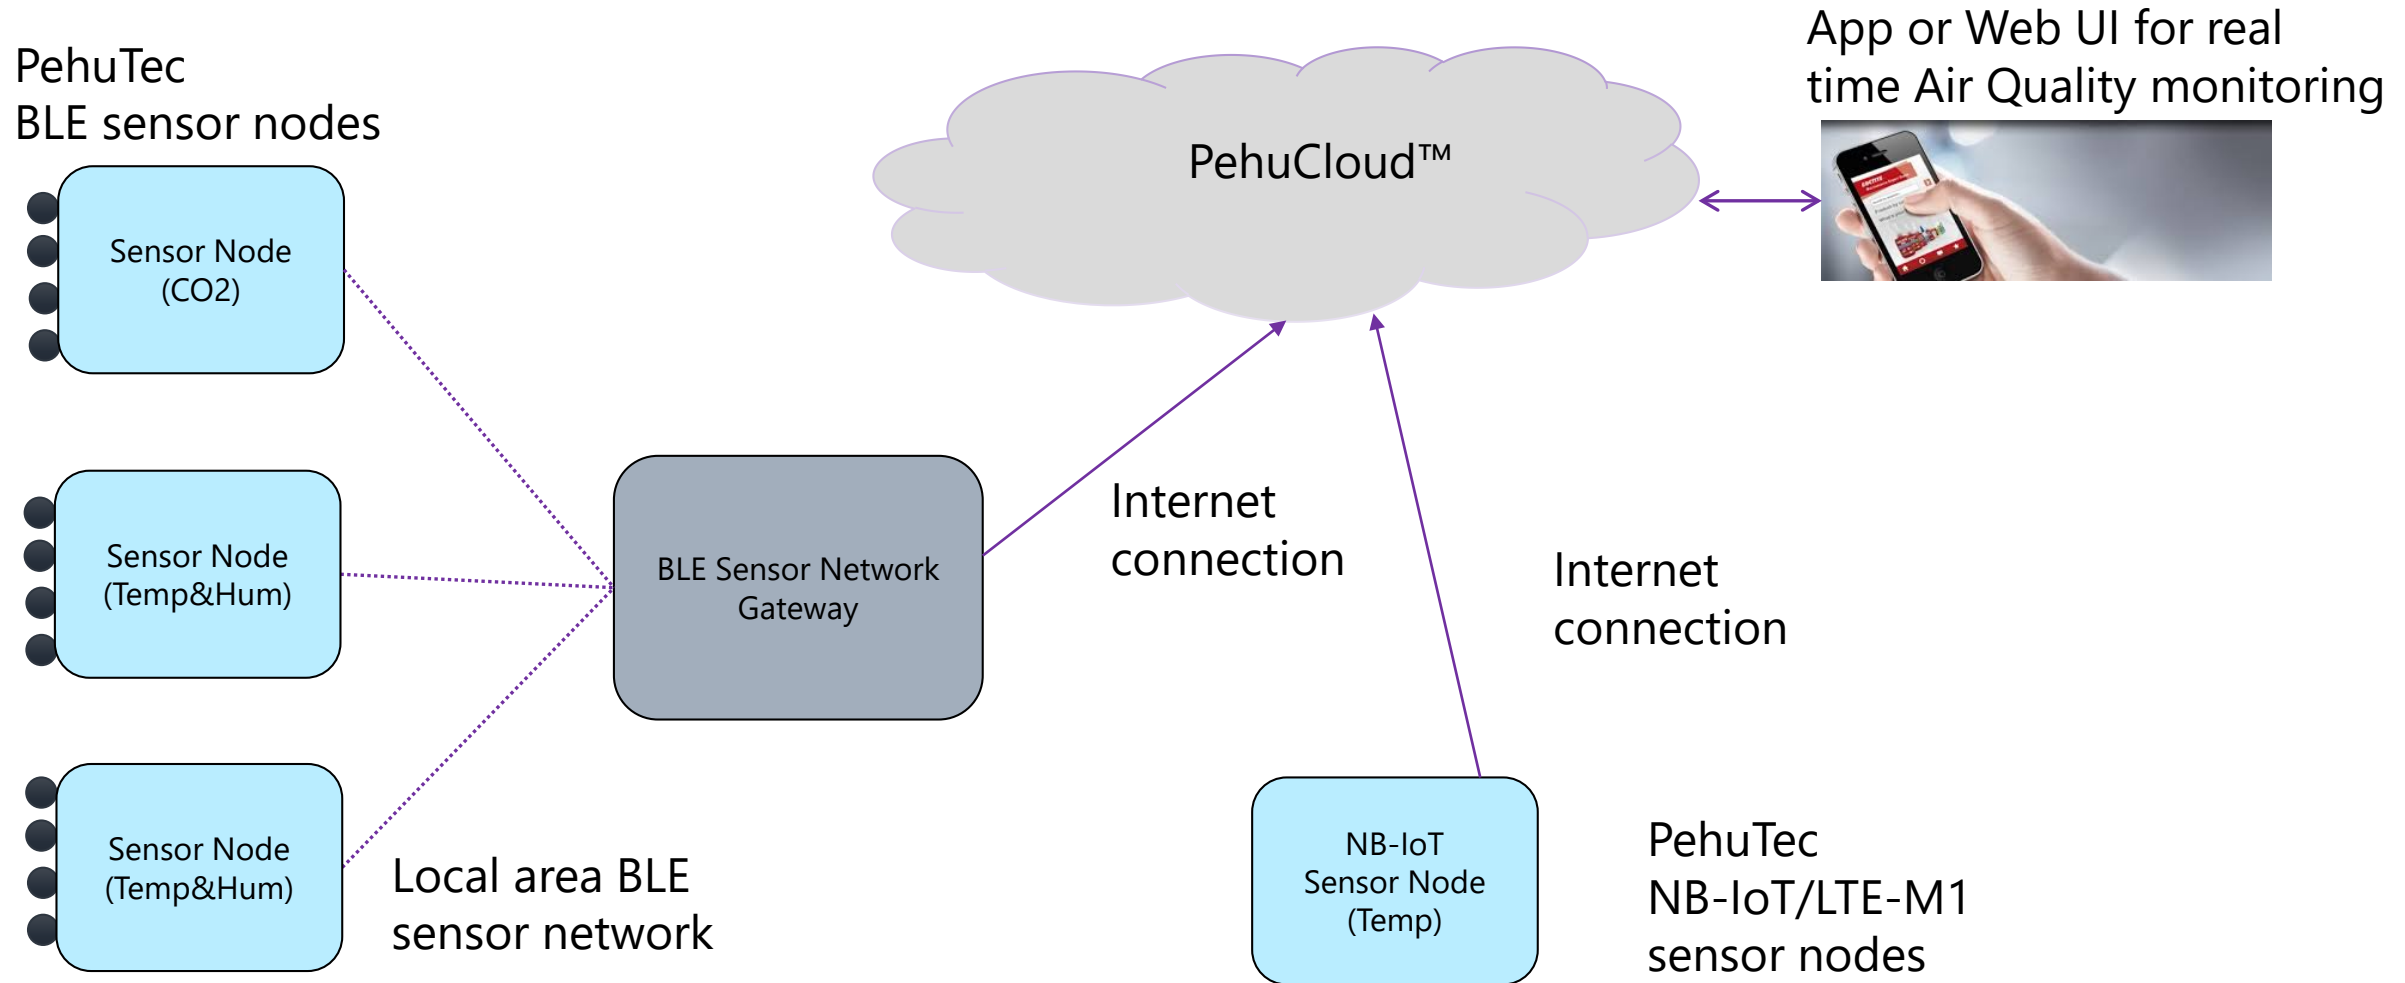 PehuTec
BLE sensor nodes
App or Web UI for real
time Air Quality monitoring
PehuCloud™
Sensor Node
(CO2)
Sensor Node
(Temp&Hum)
BLE Sensor Network
Gateway
Internet
connection
Internet
connection
Sensor Node
(Temp&Hum)
Local area BLE
sensor network
NB-IoT
Sensor Node
(Temp)
PehuTec
NB-IoT/LTE-M1
sensor nodes